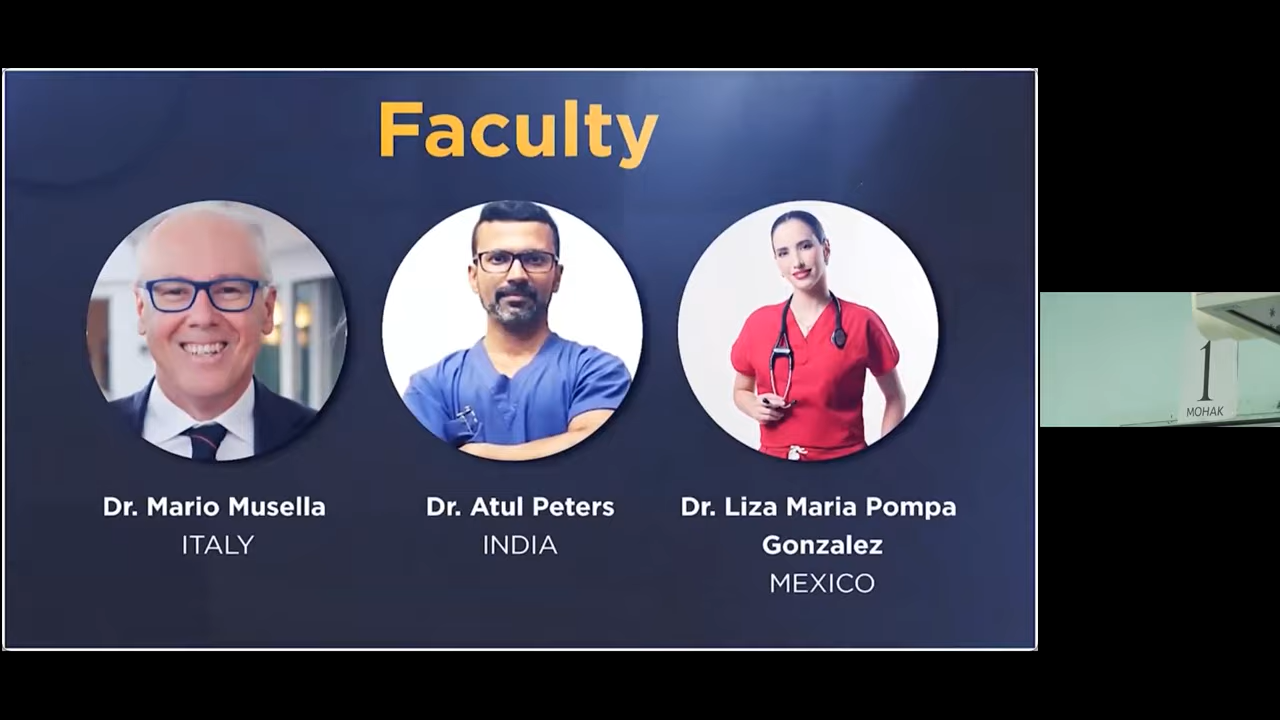 Faculty
Dr. Mario Musella
ITALY
Dr. Atul Peters
INDIA
Dr. Liza Maria Pompa
Gonzalez
MEXICO
1
MOHAK